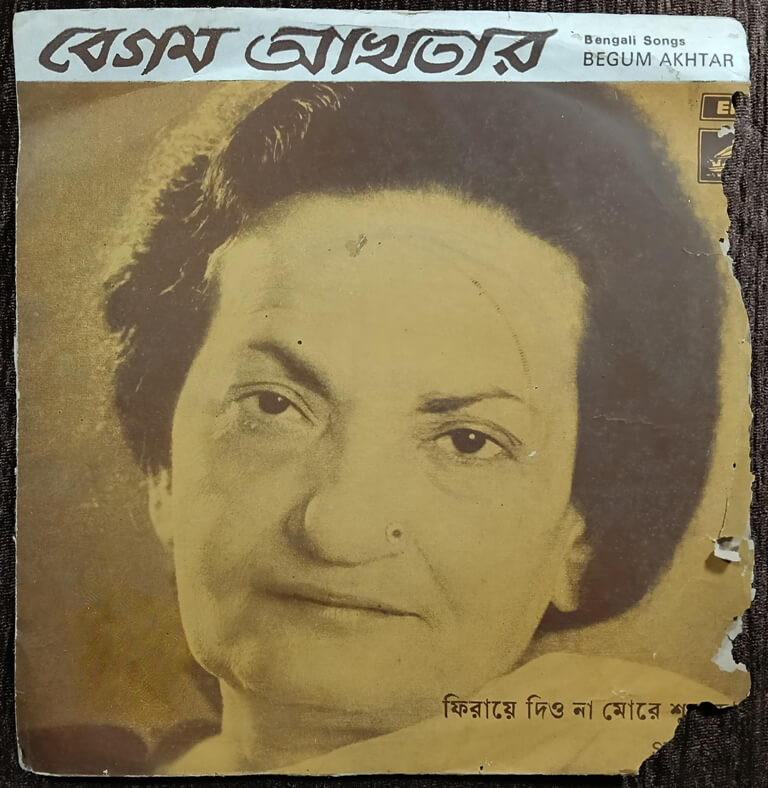 বেগম আখতার
Bengali Songs
BEGUM AKHTAR
ফিরায়ে দিও না মোরে